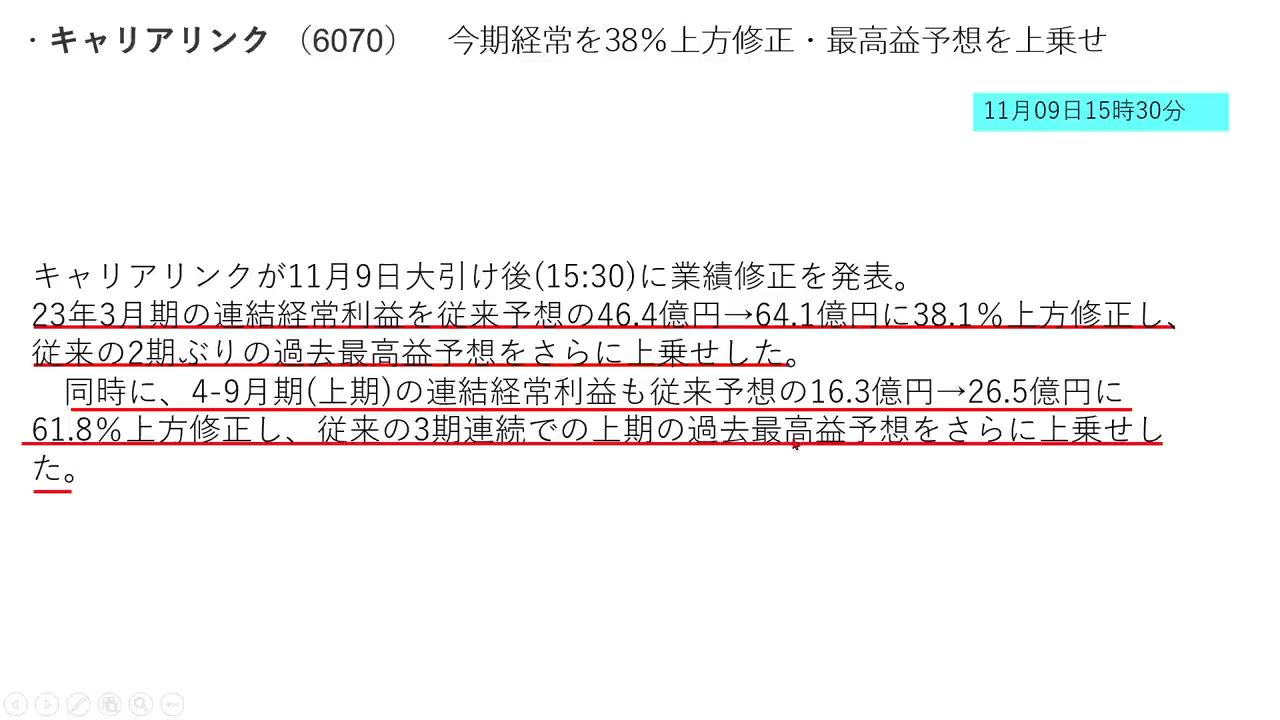 ・キャリアリンク （6070）　今期経常を38％上方修正・最高益予想を上乗せ
11月09日15時30分
キャリアリンクが11月9日大引け後(15:30)に業績修正を発表。
23年3月期の連結経常利益を従来予想の46.4億円→64.1億円に38.1％上方修正し、
従来の2期ぶりの過去最高益予想をさらに上乗せした。
　同時に、4-9月期(上期)の連結経常利益も従来予想の16.3億円→26.5億円に
61.8％上方修正し、従来の3期連続での上期の過去最高益予想をさらに上乗せし
た。